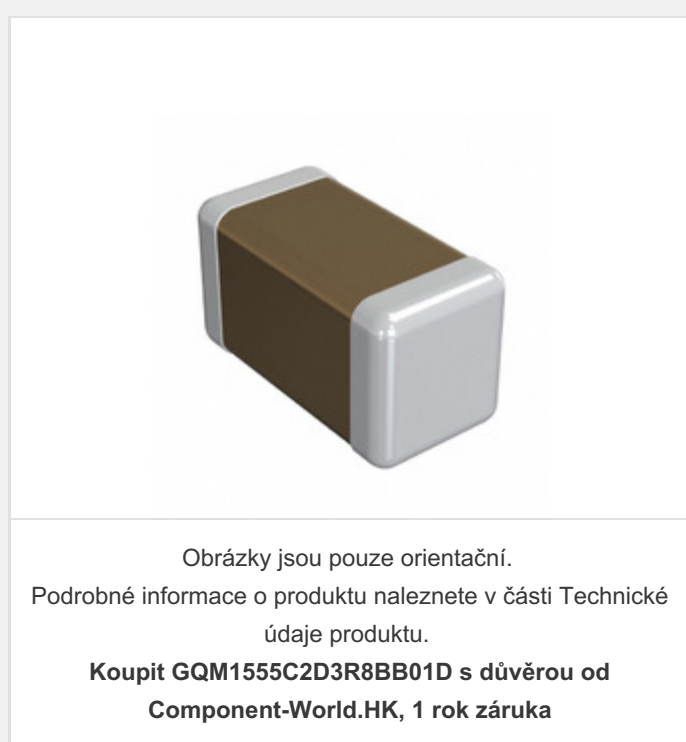 Obrázky jsou pouze orientační.
Podrobné informace o produktu naleznete v části Technické
údaje produktu.
Koupit GQM1555C2D3R8BB01D s důvěrou od
Component-World.HK, 1 rok záruka